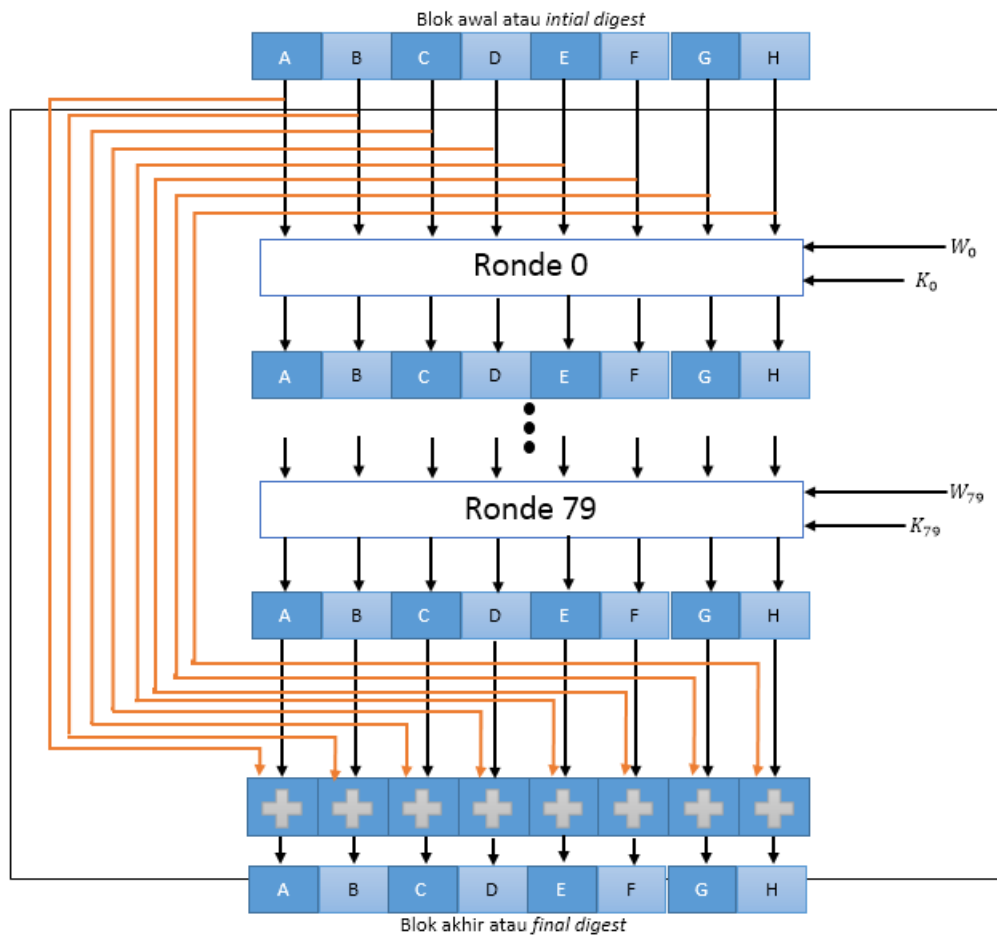 Blok awal atau intial digest
A B C D E F G H
Ronde 0
W₀
K₀
A B C D E F G H
Ronde 79
W₇₉
K₇₉
A B C D E F G H
A B C D E F G H
Blok akhir atau final digest